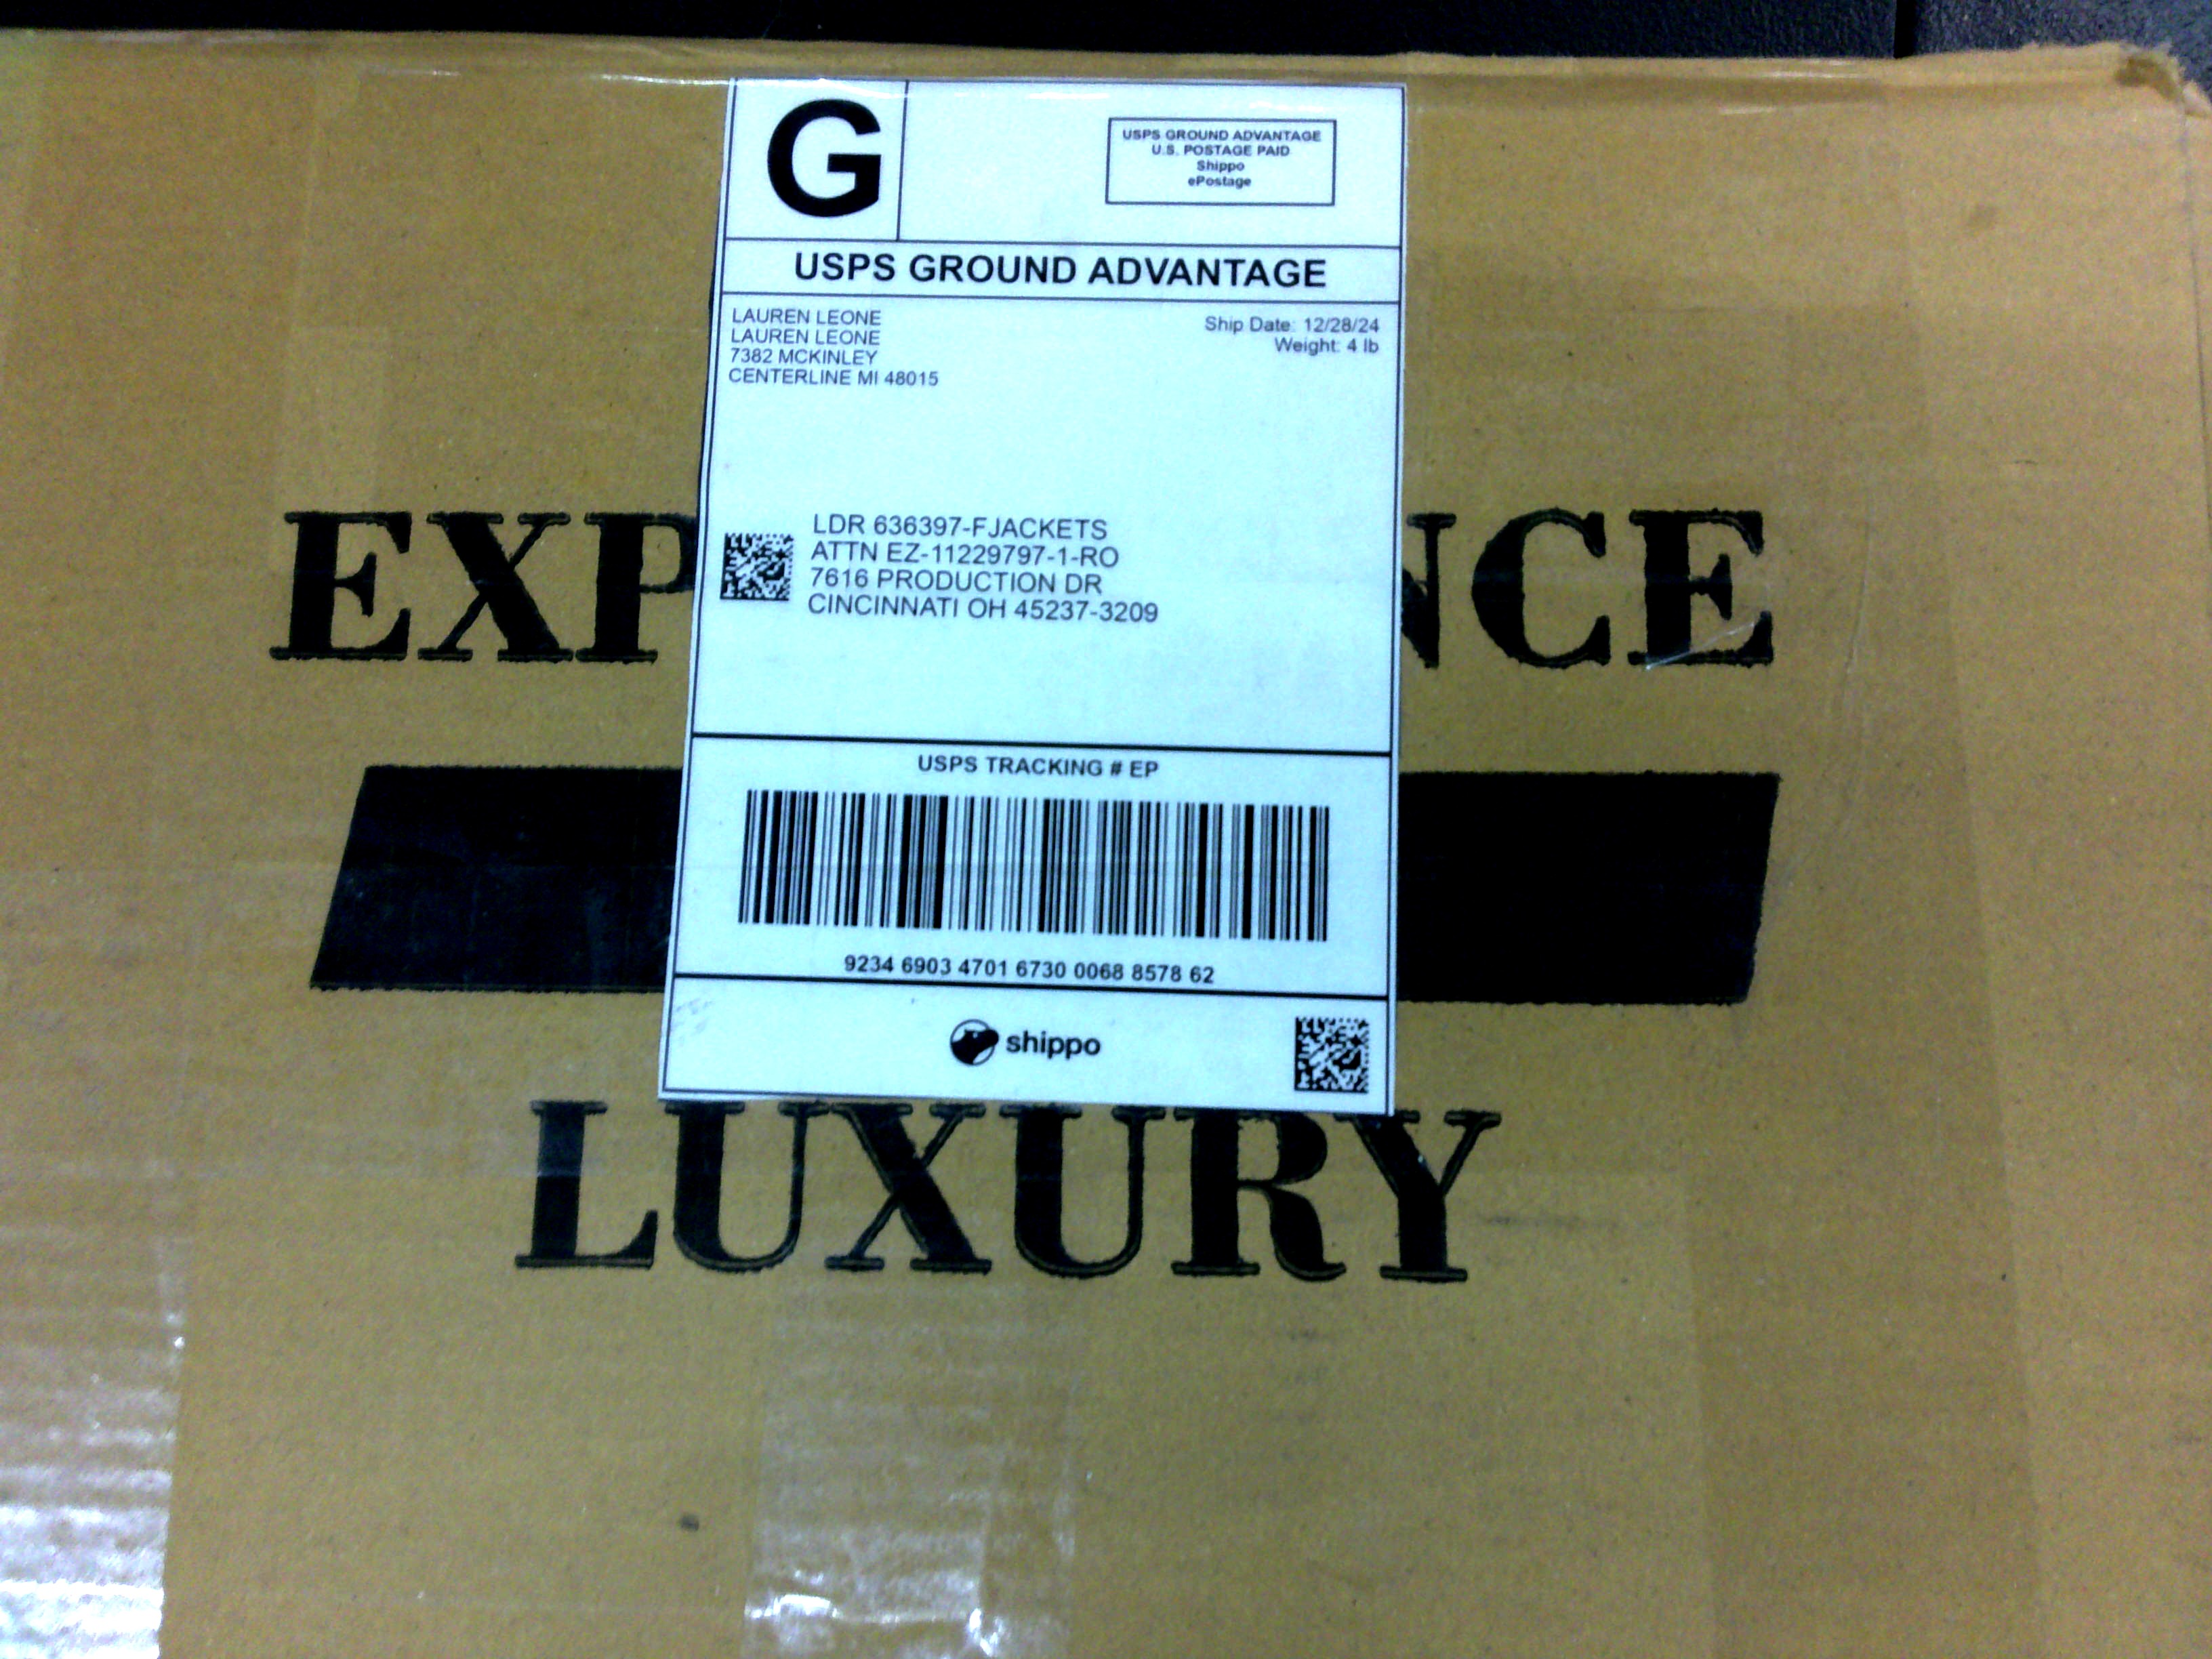 G
USPS GROUND ADVANTAGE
U.S. POSTAGE PAID
Shippo
ePostage
USPS GROUND ADVANTAGE
LAUREN LEONE
LAUREN LEONE
7382 MCKINLEY
CENTERLINE MI 48015
Ship Date: 12/28/24
Weight: 4 lb
LDR 636397-FJACKETS
ATTN EZ-11229797-1-RO
7616 PRODUCTION DR
CINCINNATI OH 45237-3209
EXP NCE
USPS TRACKING # EP
9234 6903 4701 6730 0068 8578 62
shippo
LUXURY